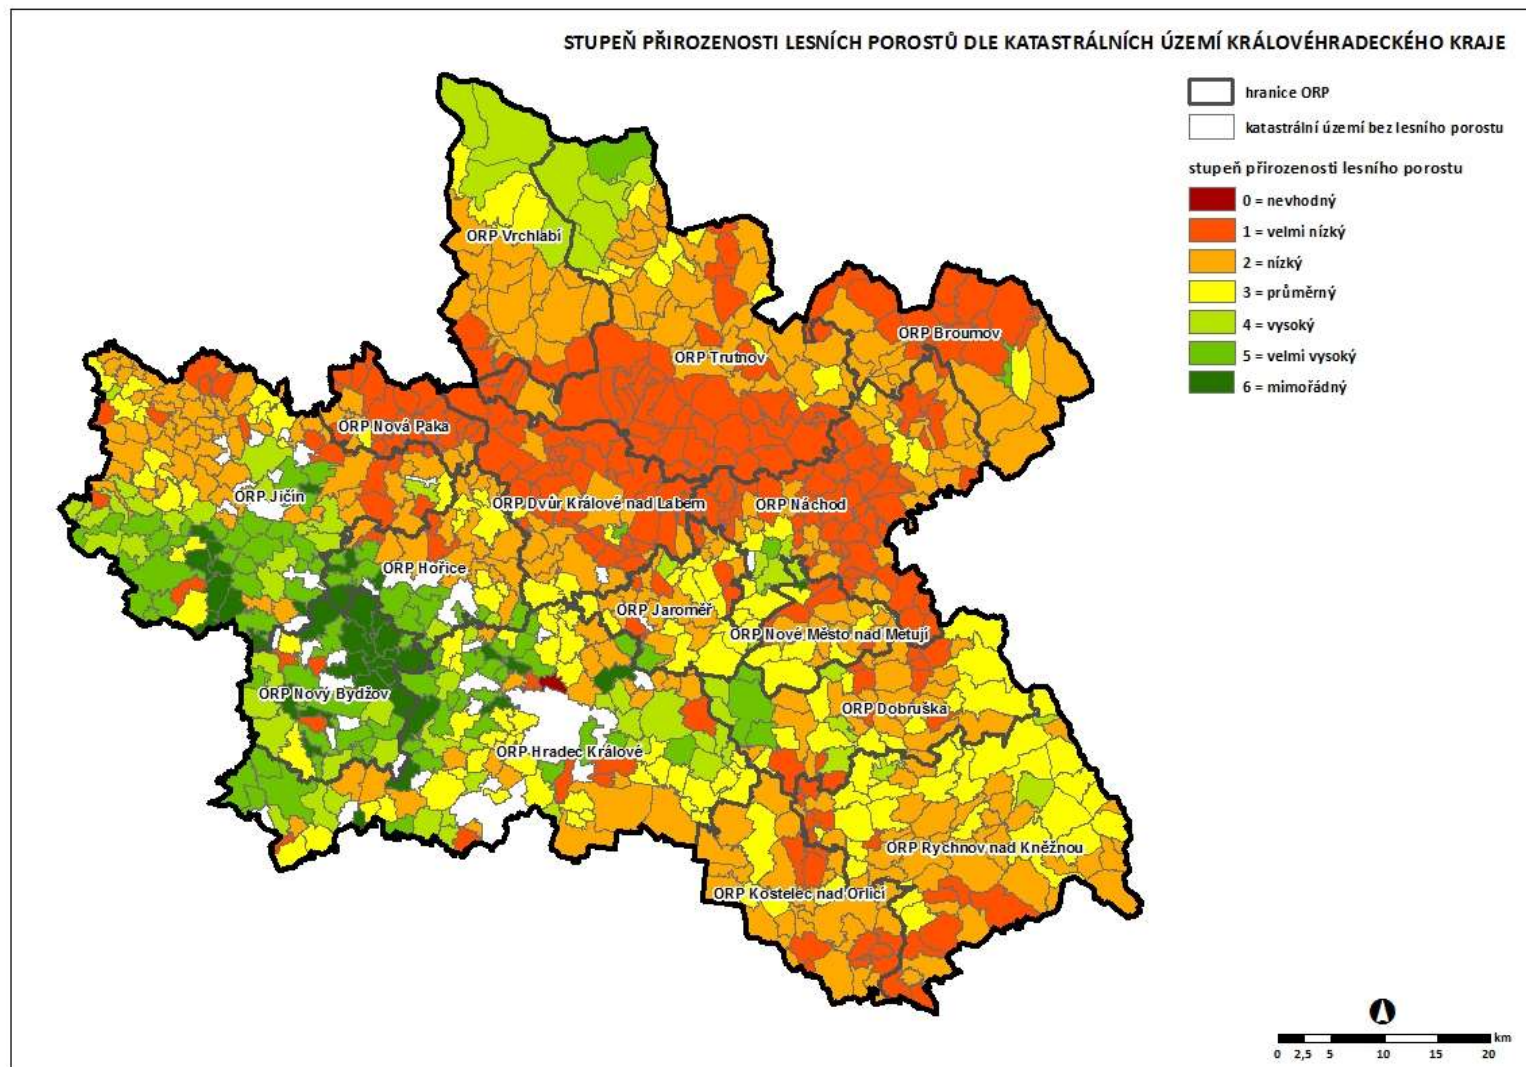 STUPEŇ PŘIROZENOSTI LESNÍCH POROSTŮ DLE KATASTRÁLNÍCH ÚZEMÍ KRÁLOVÉHRADECKÉHO KRAJE
hranice ORP
katastrální území bez lesního porostu
stupeň přirozenosti lesního porostu
0 = nevhodný
1 = velmi nízký
2 = nízký
3 = průměrný
4 = vysoký
5 = velmi vysoký
6 = mimořádný
ORP Vrchlabí
ORP Broumov
ORP Trutnov
ORP Nová Paka
ORP Jičín
ORP Dvůr Králové nad Labem
ORP Náchod
ORP Hořice
ORP Jaroměř
ORP Nové Město nad Metují
ORP Nový Bydžov
ORP Dobruška
ORP Hradec Králové
ORP Rychnov nad Kněžnou
ORP Kostelec nad Orlicí
km
0 2,5 5 10 15 20